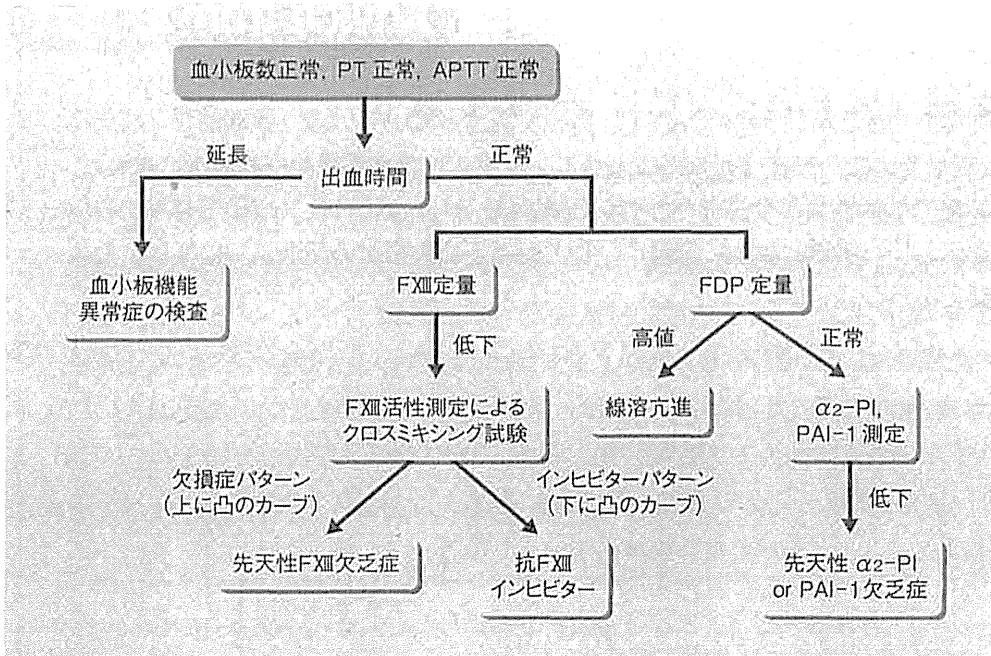 血小板数正常, PT 正常, APTT 正常
延長
正常
出血時間
血小板機能
異常症の検査
FXIII定量
FDP 定量
低下
高値
正常
FXIII活性測定による
クロスミキシング試験
線溶亢進
α2-PI,
PAI-1 測定
欠損症パターン
(上に凸のカーブ)
インヒビターパターン
(下に凸のカーブ)
低下
先天性FXIII欠乏症
抗FXIII
インヒビター
先天性 α2-PI
or PAI-1欠乏症